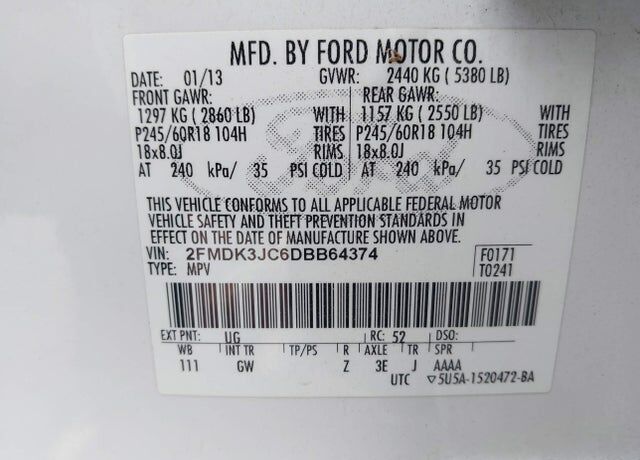 MFD. BY FORD MOTOR CO.
DATE: 01/13 GVWR: 2440 KG ( 5380 LB)
FRONT GAWR: REAR GAWR:
1297 KG ( 2860 LB) WITH 1157 KG ( 2550 LB) WITH
P245/60R18 104H TIRES P245/60R18 104H TIRES
18x8.0J RIMS 18x8.0J RIMS
AT 240 kPa/ 35 PSI COLD AT 240 kPa/ 35 PSI COLD
THIS VEHICLE CONFORMS TO ALL APPLICABLE FEDERAL MOTOR
VEHICLE SAFETY AND THEFT PREVENTION STANDARDS IN
EFFECT ON THE DATE OF MANUFACTURE SHOWN ABOVE.
VIN: 2FMDK3JC6DBB64374 F0171
TYPE: MPV T0241
EXT PNT: UG RC: 52 DSO:
WB INT TR TP/PS R AXLE TR SPR
111 GW Z 3E J AAAA
UTC ▽5U5A-1520472-BA
Ford